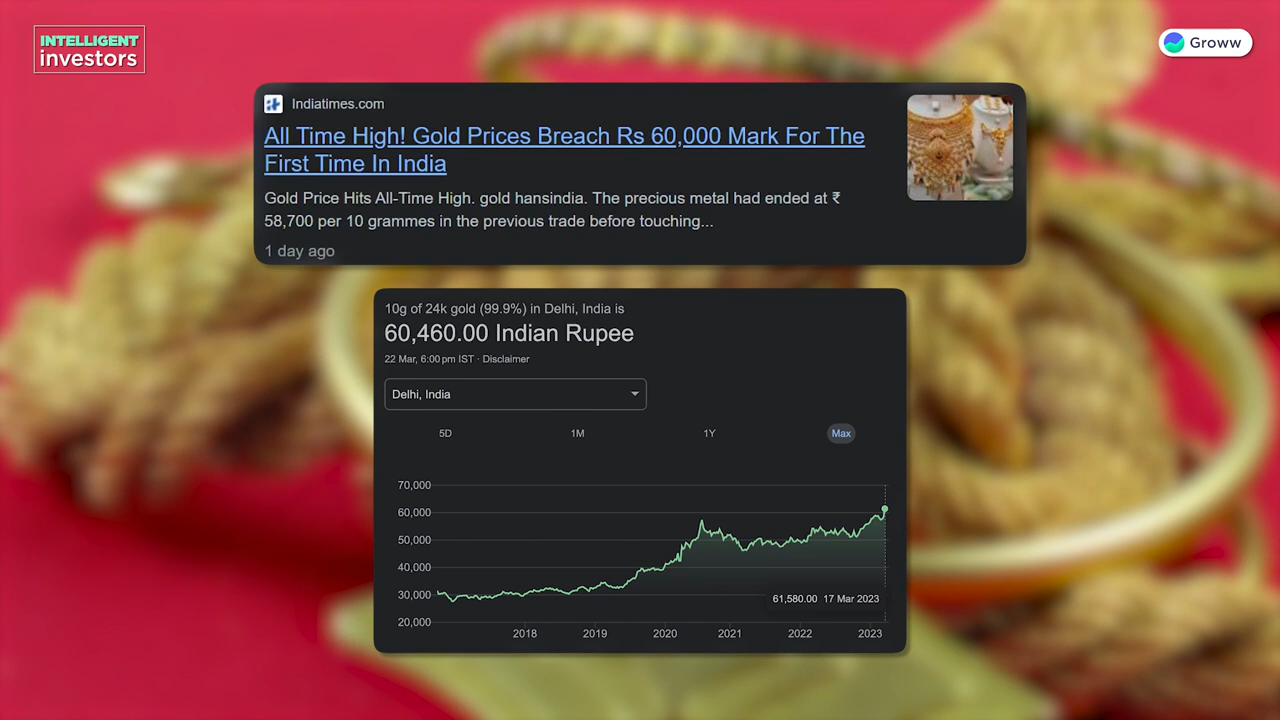 INTELLIGENT
investors
Groww
Indiatimes.com
All Time High! Gold Prices Breach Rs 60,000 Mark For The
First Time In India
Gold Price Hits All-Time High. gold hansindia. The precious metal had ended at ₹
58,700 per 10 grammes in the previous trade before touching...
1 day ago
10g of 24k gold (99.9%) in Delhi, India is
60,460.00 Indian Rupee
22 Mar, 6:00 pm IST · Disclaimer
Delhi, India
5D 1M 1Y Max
70,000
60,000
50,000
40,000
30,000
61,580.00 17 Mar 2023
20,000
2018 2019 2020 2021 2022 2023